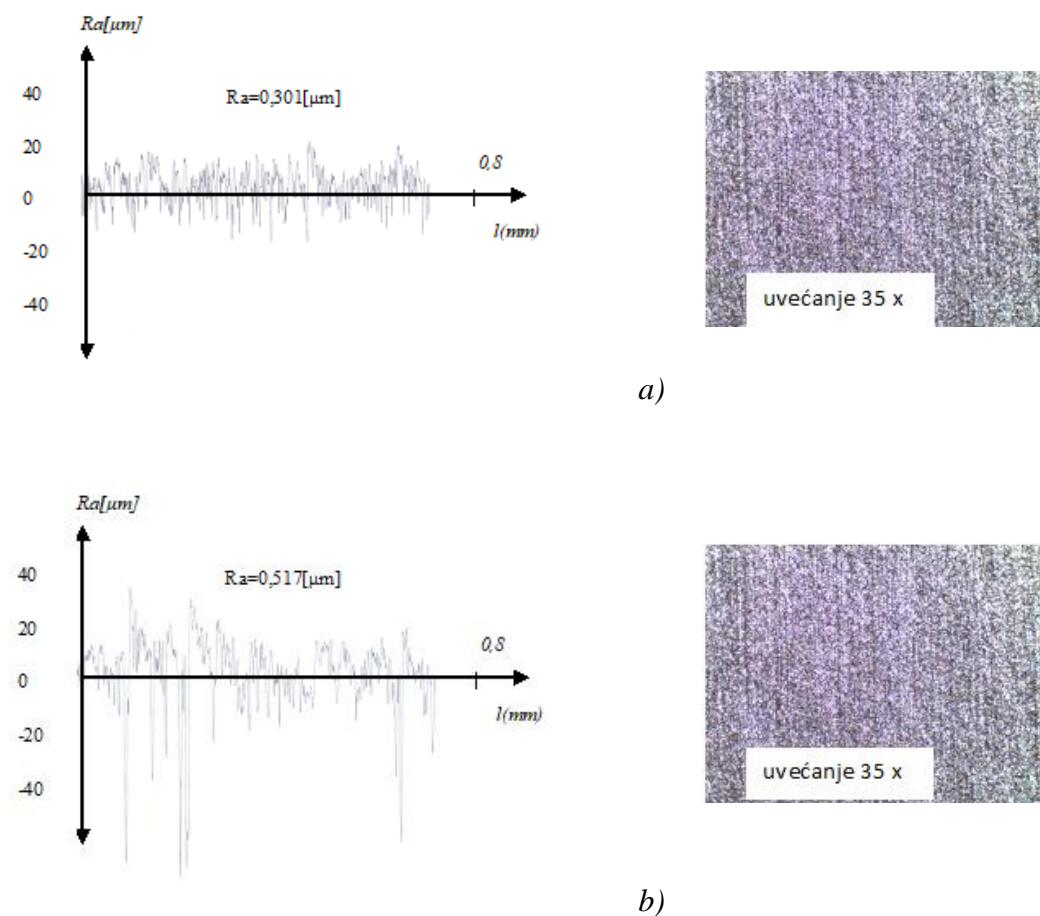 Ra[µm]
40
Ra=0,301[µm]
20
0,8
0
l(mm)
-20
-40
uvećanje 35 x
a)
Ra[µm]
40
Ra=0,517[µm]
20
0,8
0
l(mm)
-20
-40
uvećanje 35 x
b)